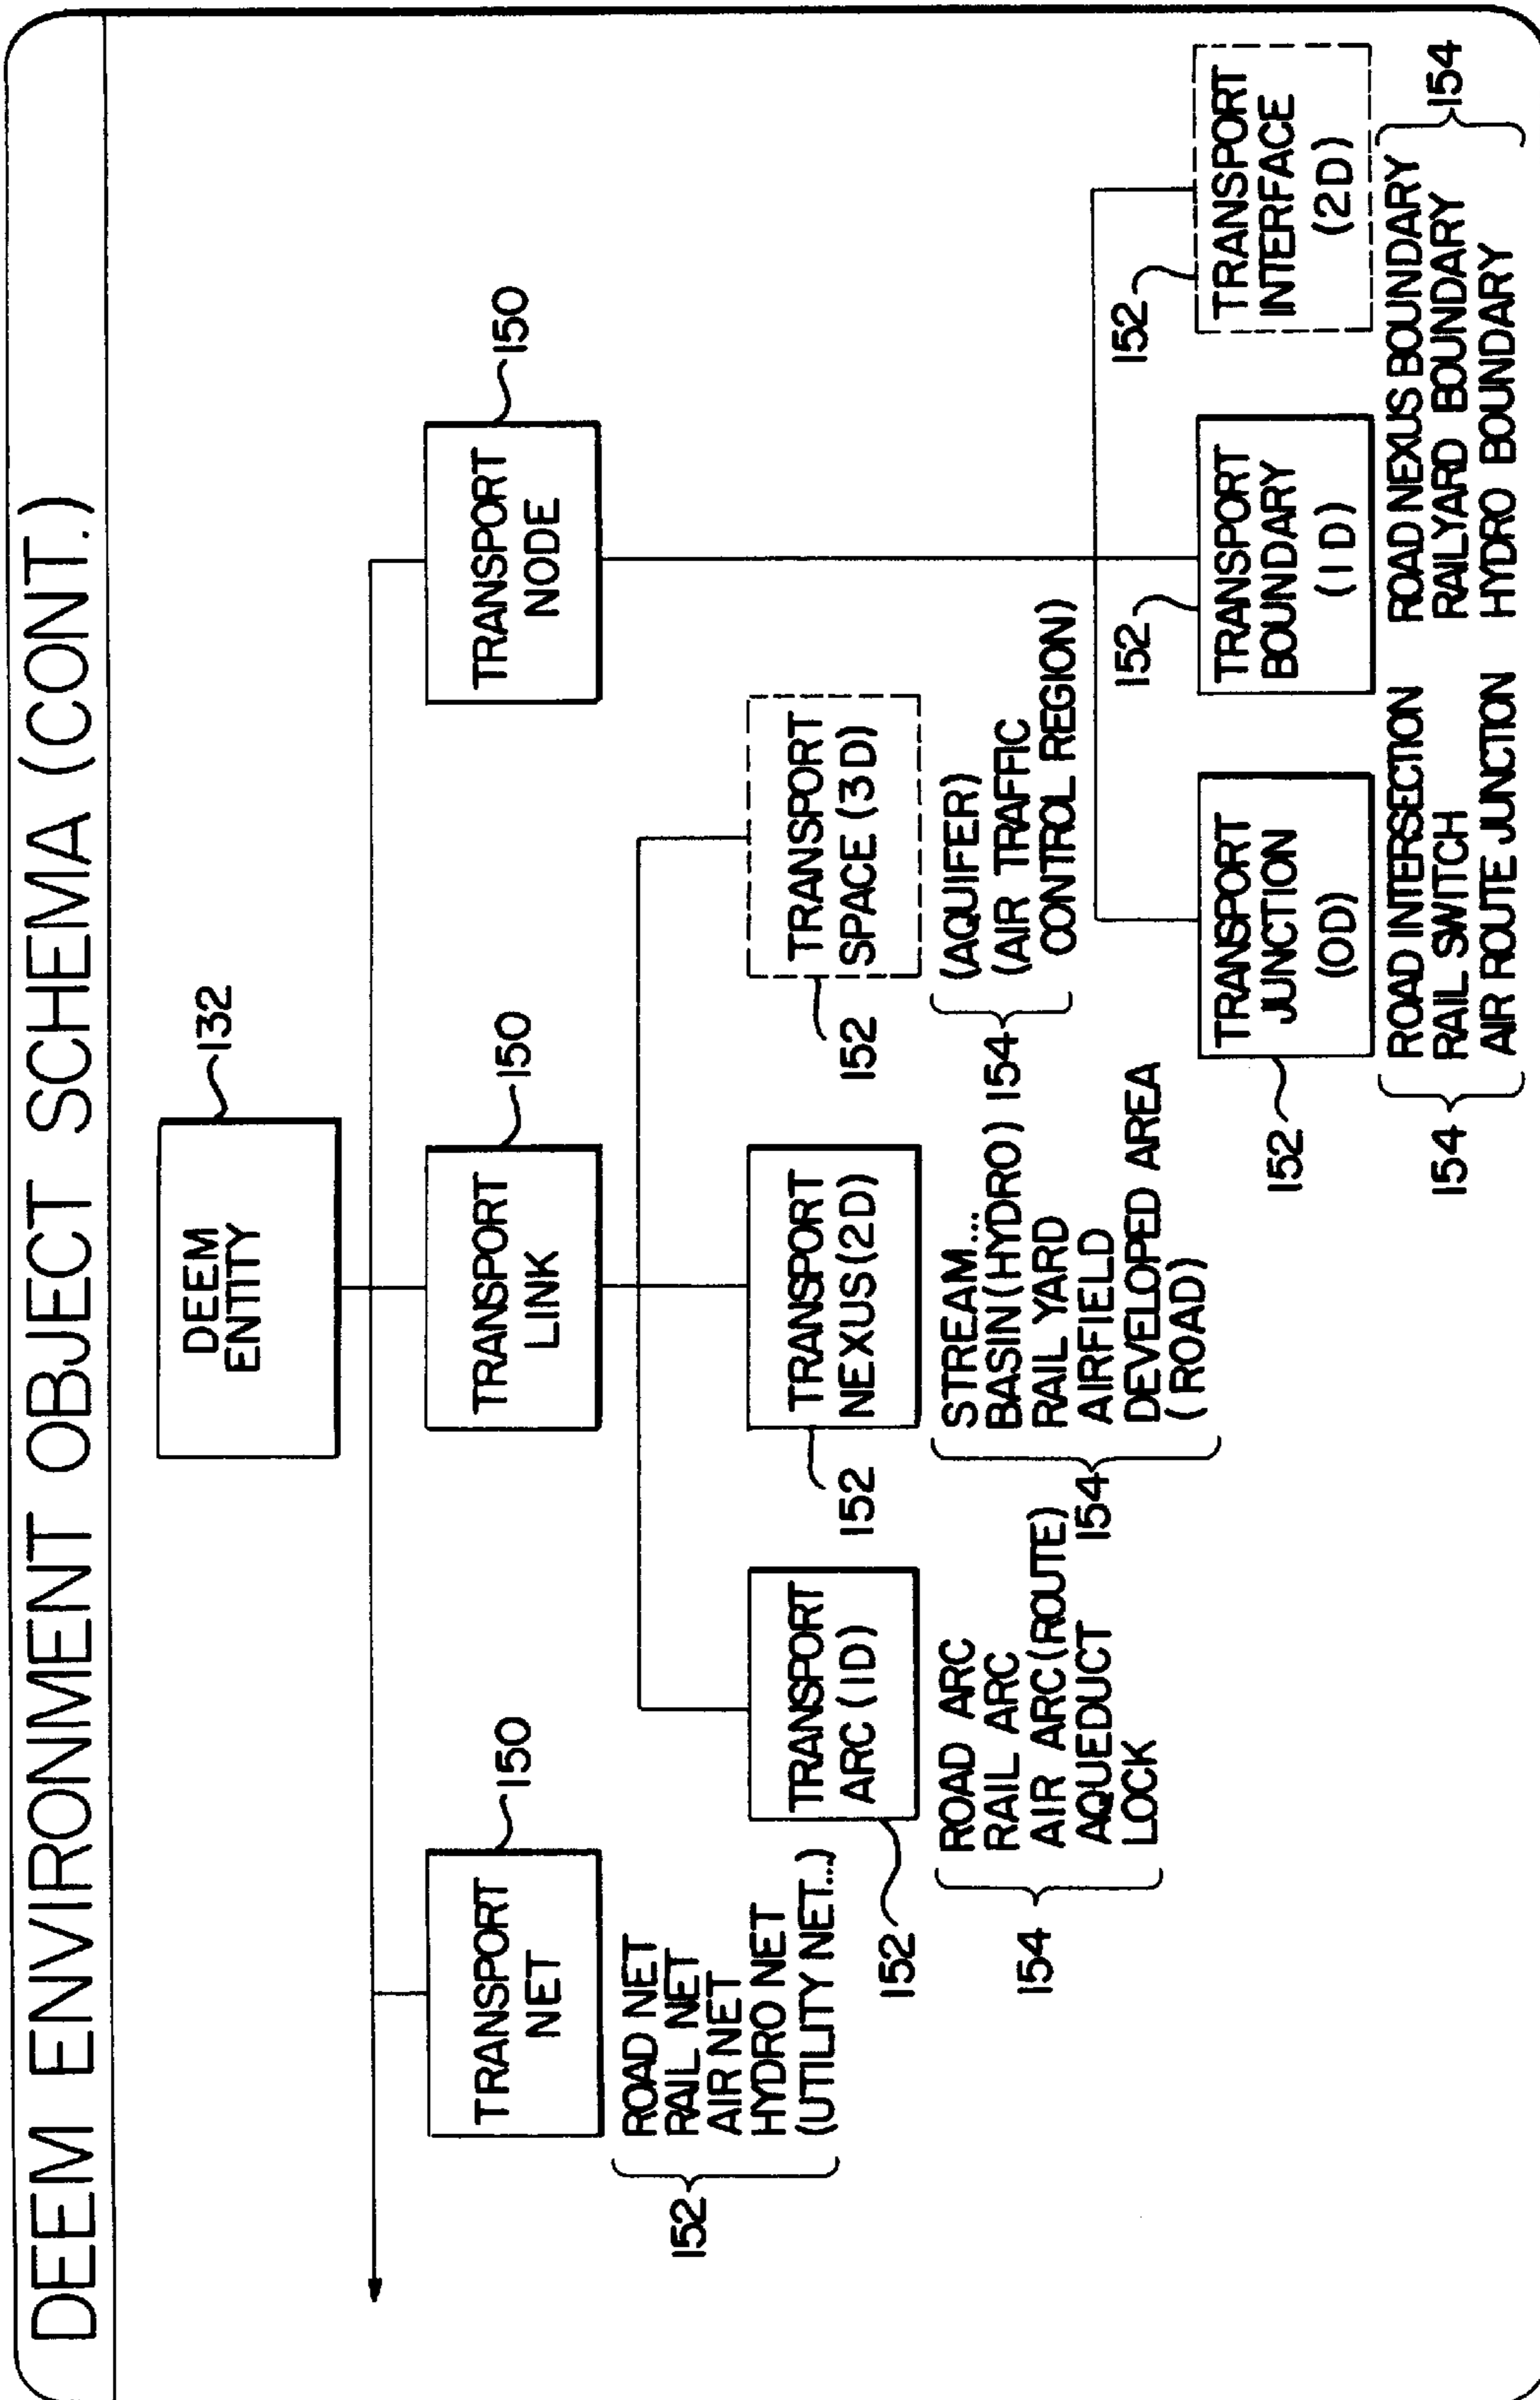 DEEM ENVIRONMENT OBJECT SCHEMA (CONT.)
DEEM
ENTITY
132
TRANSPORT
NET
150
TRANSPORT
LINK
150
TRANSPORT
NODE
150
152
ROAD NET
RAIL NET
AIR NET
HYDRO NET
(UTILITY NET...)
TRANSPORT
ARC (1D)
152
TRANSPORT
NEXUS (2D)
152
TRANSPORT
SPACE (3D)
152
154
ROAD ARC
RAIL ARC
AIR ARC (ROUTE)
AQUEDUCT
LOCK
154
STREAM...
BASIN (HYDRO)
RAIL YARD
AIRFIELD
DEVELOPED AREA
(ROAD)
154
(AQUIFER)
(AIR TRAFFIC
CONTROL REGION)
TRANSPORT
JUNCTION
(0D)
152
TRANSPORT
BOUNDARY
(1D)
152
TRANSPORT
INTERFACE
(2D)
152
154
ROAD INTERSECTION
RAIL SWITCH
AIR ROUTE JUNCTION
ROAD NEXUS BOUNDARY
RAILYARD BOUNDARY
HYDRO BOUNDARY
154